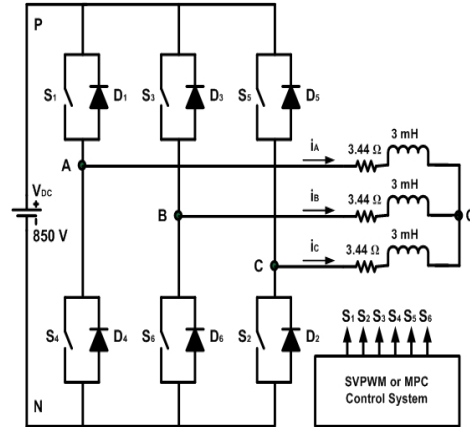 P
S1 D1 S3 D3 S5 D5
iA 3.44 Ω 3 mH
A
VDC
+
850 V
iB 3.44 Ω 3 mH
B
iC 3.44 Ω 3 mH
C
S4 D4 S6 D6 S2 D2
S1 S2 S3 S4 S5 S6
SVPWM or MPC
Control System
N